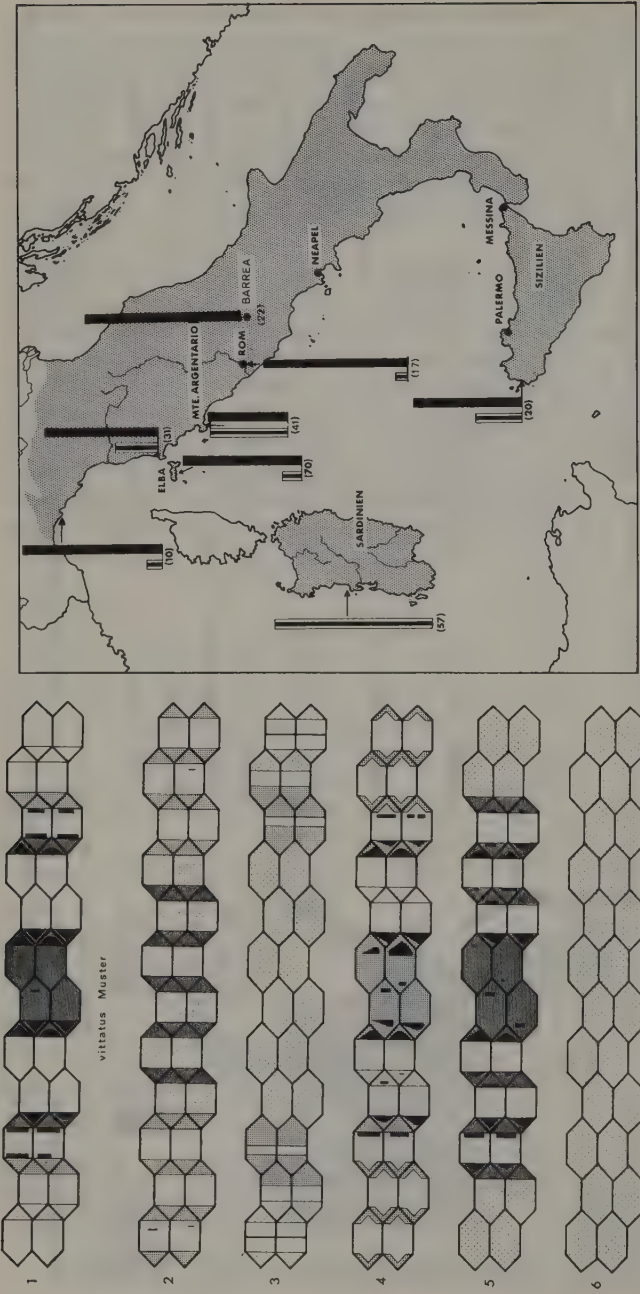 1
vittatus Muster
2
3
4
5
6
(10)
(31)
ELBA
(70)
MTE. ARGENTARIO
(41)
ROM
BARREA
(22)
(17)
NEAPEL
SARDINIEN
(57)
PALERMO
(20)
MESSINA
SIZILIEN